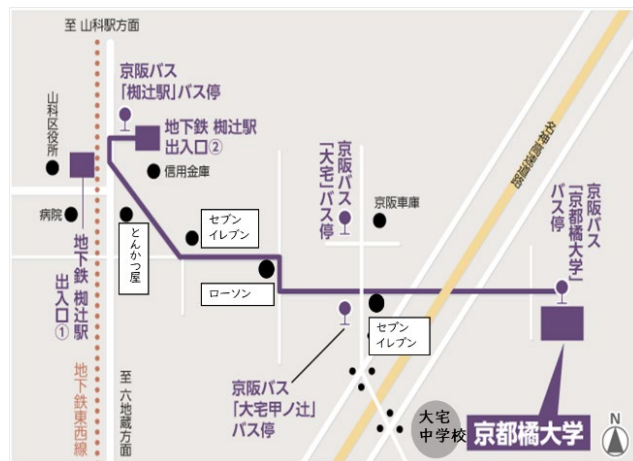 至 山科駅方面
京阪バス
「椥辻駅」バス停
地下鉄 椥辻駅
出入口②
山科区役所
信用金庫
病院
地下鉄 椥辻駅
出入口①
とんかつ屋
セブン
イレブン
ローソン
京阪バス
「大宅」バス停
京阪車庫
名神高速道路
京阪バス
「京都橘大学」
バス停
セブン
イレブン
京阪バス
「大宅甲ノ辻」
バス停
地下鉄東西線
至 六地蔵方面
大宅
中学校
京都橘大学
N